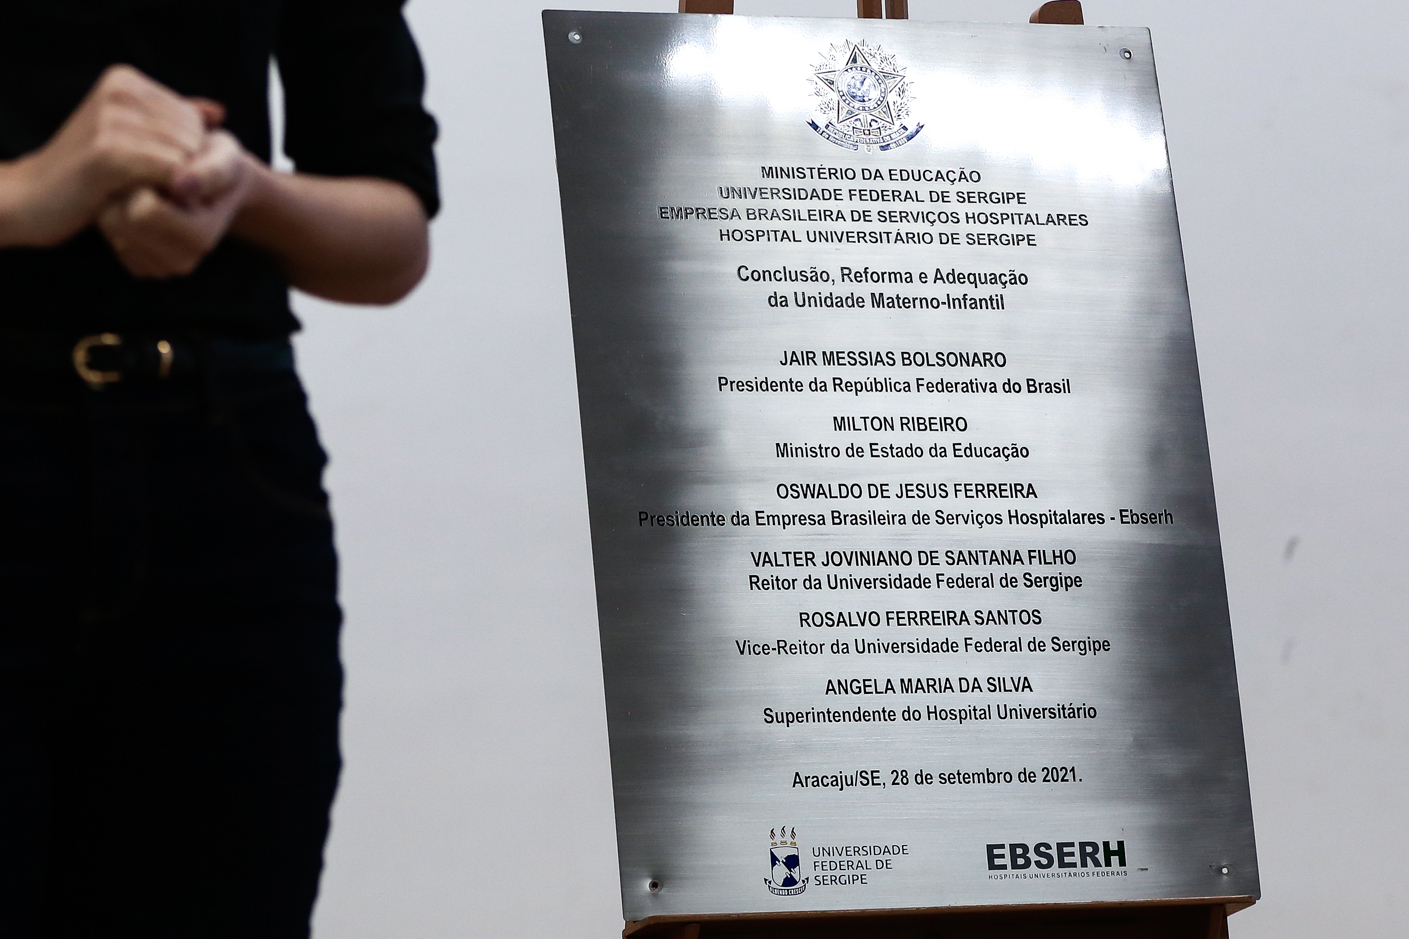 MINISTÉRIO DA EDUCAÇÃO
UNIVERSIDADE FEDERAL DE SERGIPE
EMPRESA BRASILEIRA DE SERVIÇOS HOSPITALARES
HOSPITAL UNIVERSITÁRIO DE SERGIPE
Conclusão, Reforma e Adequação
da Unidade Materno-Infantil
JAIR MESSIAS BOLSONARO
Presidente da República Federativa do Brasil
MILTON RIBEIRO
Ministro de Estado da Educação
OSWALDO DE JESUS FERREIRA
Presidente da Empresa Brasileira de Serviços Hospitalares - Ebserh
VALTER JOVINIANO DE SANTANA FILHO
Reitor da Universidade Federal de Sergipe
ROSALVO FERREIRA SANTOS
Vice-Reitor da Universidade Federal de Sergipe
ANGELA MARIA DA SILVA
Superintendente do Hospital Universitário
Aracaju/SE, 28 de setembro de 2021.
UNIVERSIDADE
FEDERAL DE
SERGIPE
EBSERH
HOSPITAIS UNIVERSITÁRIOS FEDERAIS